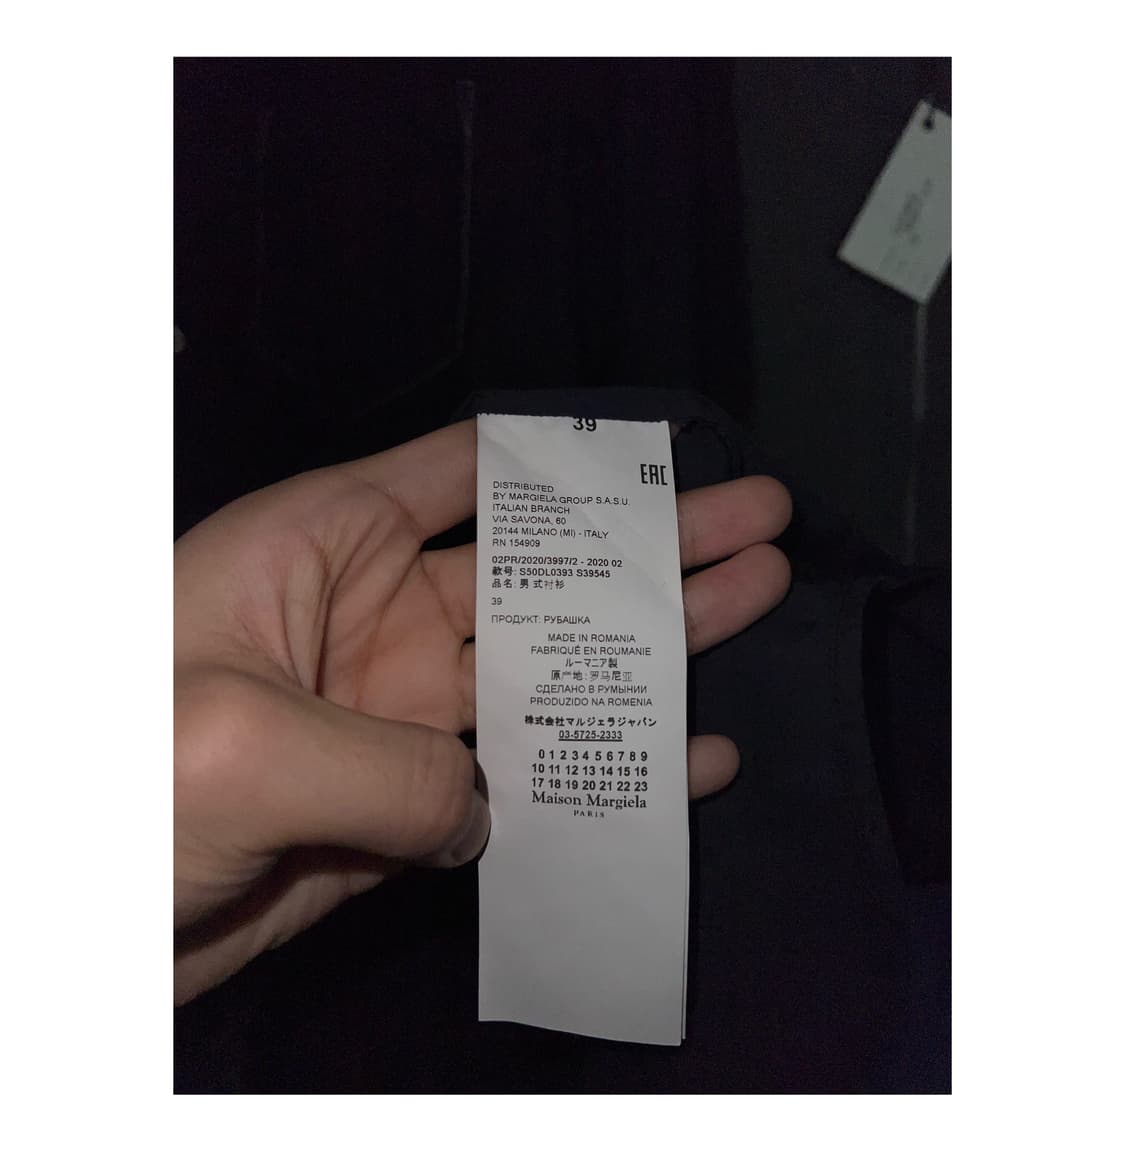 39
EAC
DISTRIBUTED
BY MARGIELA GROUP S.A.S.U.
ITALIAN BRANCH
VIA SAVONA, 60
20144 MILANO (MI) - ITALY
RN 154909
02PR/2020/3997/2 - 2020 02
款号: S50DL0393 S39545
品名: 男 式衬衫
39
ПРОДУКТ: РУБАШКА
MADE IN ROMANIA
FABRIQUÉ EN ROUMANIE
ルーマニア製
原产地: 罗马尼亚
СДЕЛАНО В РУМЫНИИ
PRODUZIDO NA ROMENIA
株式会社マルジェラジャパン
03-5725-2333
0 1 2 3 4 5 6 7 8 9
10 11 12 13 14 15 16
17 18 19 20 21 22 23
Maison Margiela
PARIS